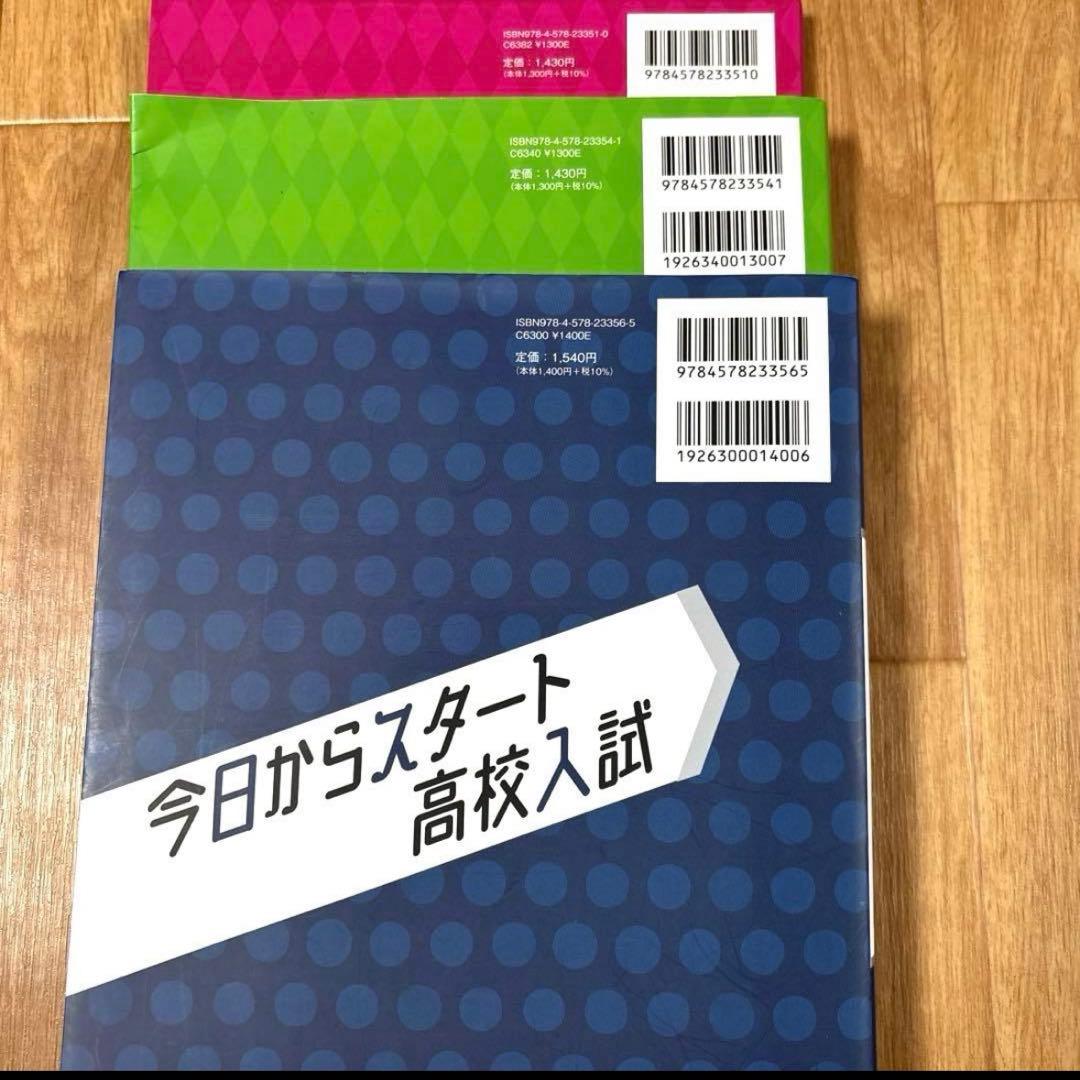 ISBN978-4-578-23351-0
C6382 ¥1300E
定価：1,430円
（本体1,300円＋税10%）
9784578233510
ISBN978-4-578-23354-1
C6340 ¥1300E
定価：1,430円
（本体1,300円＋税10%）
9784578233541
1926340013007
ISBN978-4-578-23356-5
C6300 ¥1400E
定価：1,540円
（本体1,400円＋税10%）
9784578233565
1926300014006
今日からスタート
高校入試